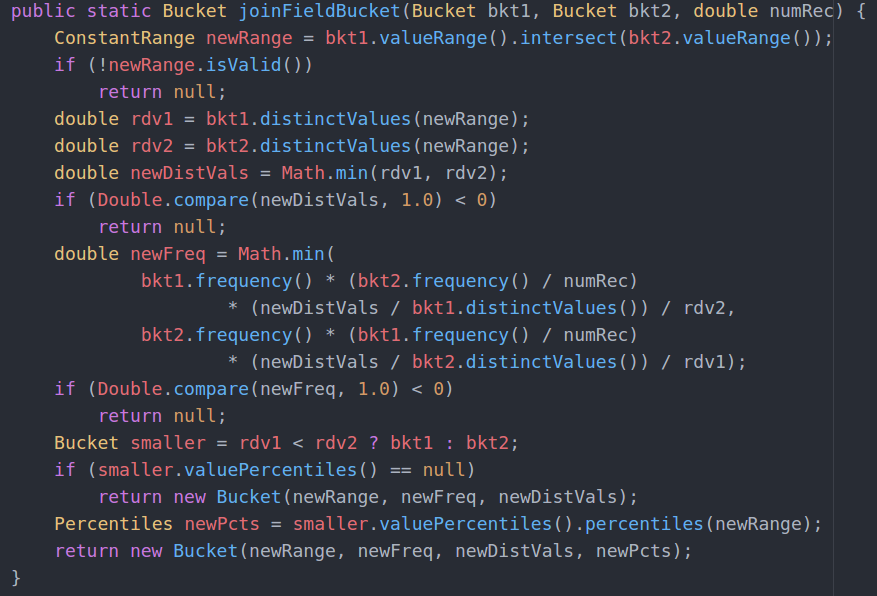 public static Bucket joinFieldBucket(Bucket bkt1, Bucket bkt2, double numRec) {
    ConstantRange newRange = bkt1.valueRange().intersect(bkt2.valueRange());
    if (!newRange.isValid())
        return null;
    double rdv1 = bkt1.distinctValues(newRange);
    double rdv2 = bkt2.distinctValues(newRange);
    double newDistVals = Math.min(rdv1, rdv2);
    if (Double.compare(newDistVals, 1.0) < 0)
        return null;
    double newFreq = Math.min(
            bkt1.frequency() * (bkt2.frequency() / numRec)
                    * (newDistVals / bkt1.distinctValues()) / rdv2,
            bkt2.frequency() * (bkt1.frequency() / numRec)
                    * (newDistVals / bkt2.distinctValues()) / rdv1);
    if (Double.compare(newFreq, 1.0) < 0)
        return null;
    Bucket smaller = rdv1 < rdv2 ? bkt1 : bkt2;
    if (smaller.valuePercentiles() == null)
        return new Bucket(newRange, newFreq, newDistVals);
    Percentiles newPcts = smaller.valuePercentiles().percentiles(newRange);
    return new Bucket(newRange, newFreq, newDistVals, newPcts);
}